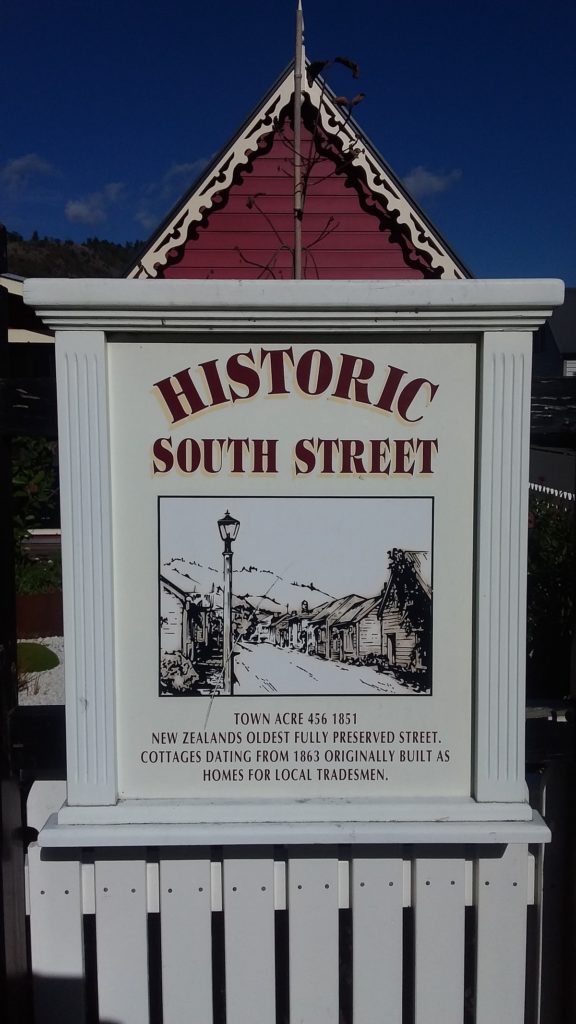 HISTORIC
SOUTH STREET
TOWN ACRE 456 1851
NEW ZEALANDS OLDEST FULLY PRESERVED STREET.
COTTAGES DATING FROM 1863 ORIGINALLY BUILT AS
HOMES FOR LOCAL TRADESMEN.